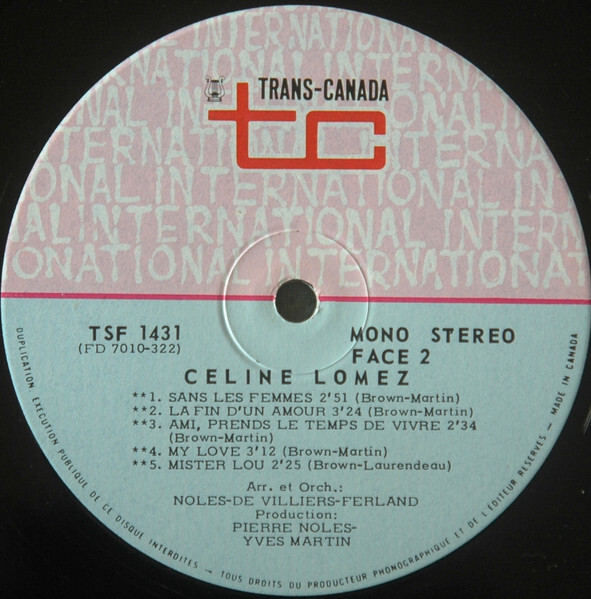 INTERNATIONAL
TRANS-CANADA
tc
TSF 1431
(FD 7010-322)
MONO STEREO
FACE 2
CELINE LOMEZ
**1. SANS LES FEMMES 2'51 (Brown-Martin)
**2. LA FIN D'UN AMOUR 3'24 (Brown-Martin)
**3. AMI, PRENDS LE TEMPS DE VIVRE 2'34
(Brown-Martin)
**4. MY LOVE 3'12 (Brown-Martin)
**5. MISTER LOU 2'25 (Brown-Laurendeau)
Arr. et Orch.:
NOLES-DE VILLIERS-FERLAND
Production:
PIERRE NOLES-
YVES MARTIN
DUPLICATION, EXECUTION PUBLIQUE DE CE DISQUE INTERDITES - TOUS DROITS DU PRODUCTEUR PHONOGRAPHIQUE ET DE L'EDITEUR RESERVES - MADE IN CANADA